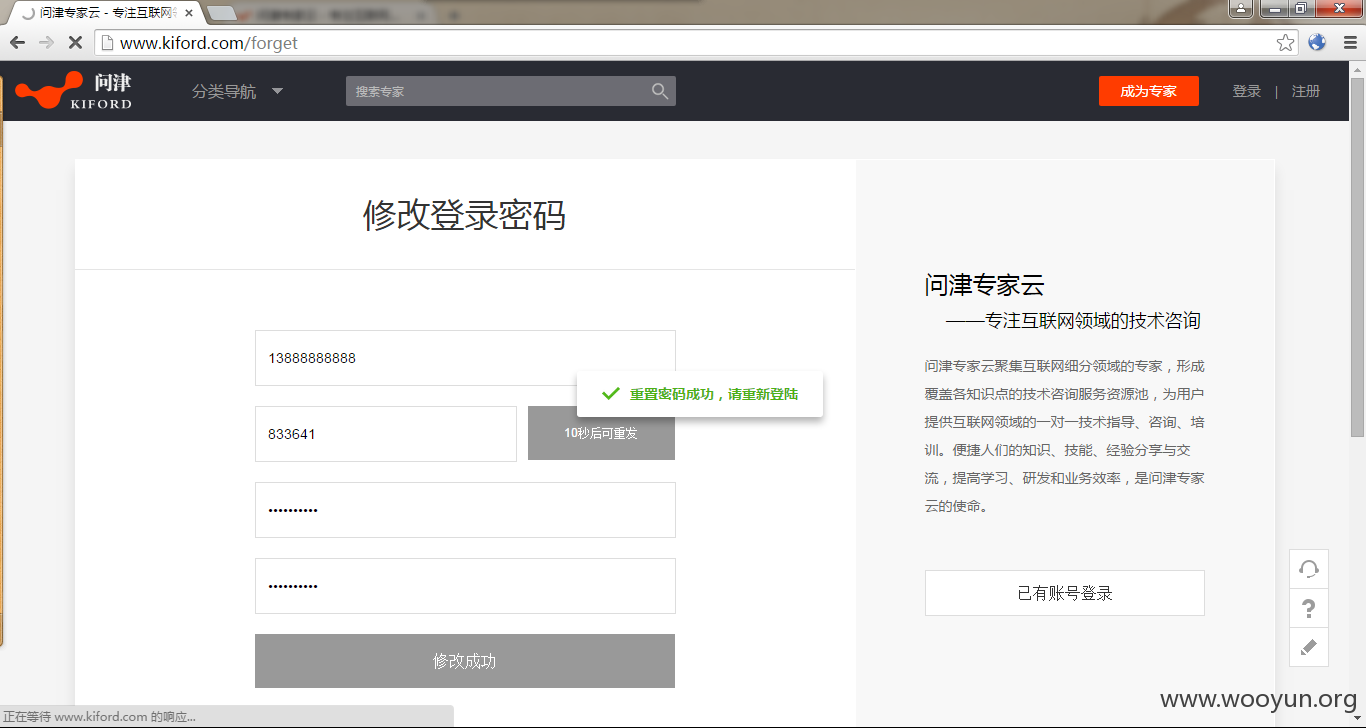 问津专家云 - 专注互联网
www.kiford.com/forget
问津
KIFORD
分类导航
搜索专家
成为专家
登录 | 注册
修改登录密码
13888888888
重置密码成功，请重新登陆
833641
10秒后可重发
••••••••••
••••••••••
修改成功
问津专家云
——专注互联网领域的技术咨询
问津专家云聚集互联网细分领域的专家，形成
覆盖各知识点的技术咨询服务资源池，为用户
提供互联网领域的一对一技术指导、咨询、培
训。便捷人们的知识、技能、经验分享与交
流，提高学习、研发和业务效率，是问津专家
云的使命。
已有账号登录
?
www.wooyun.org
正在等待 www.kiford.com 的响应...